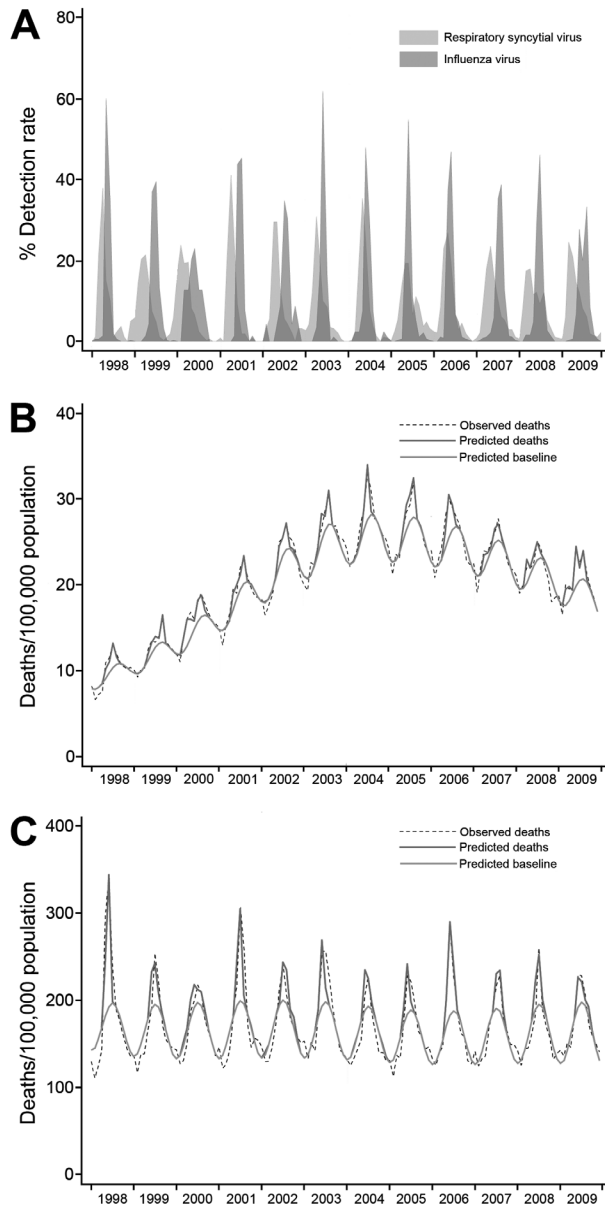 A
80
60
40
20
0
% Detection rate
Respiratory syncytial virus
Influenza virus
1998 1999 2000 2001 2002 2003 2004 2005 2006 2007 2008 2009
B
40
30
20
10
0
Deaths/100,000 population
Observed deaths
Predicted deaths
Predicted baseline
1998 1999 2000 2001 2002 2003 2004 2005 2006 2007 2008 2009
C
400
300
200
100
0
Deaths/100,000 population
Observed deaths
Predicted deaths
Predicted baseline
1998 1999 2000 2001 2002 2003 2004 2005 2006 2007 2008 2009